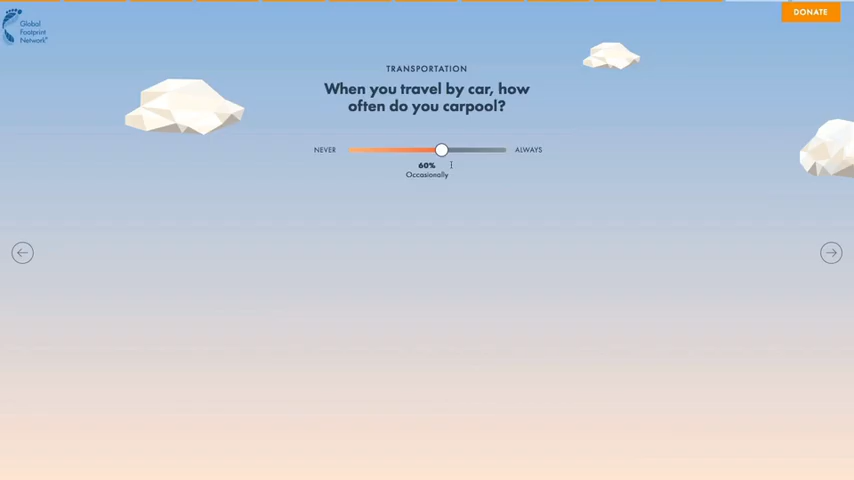 DONATE
Global
Footprint
Network
TRANSPORTATION
When you travel by car, how
often do you carpool?
NEVER
ALWAYS
60%
Occasionally